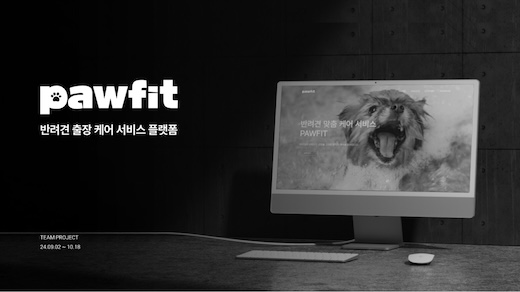 pawfit
반려견 출장 케어 서비스 플랫폼
TEAM PROJECT
24.09.02 ~ 10.18
pawfit
반려견 맞춤 케어 서비스
PAWFIT